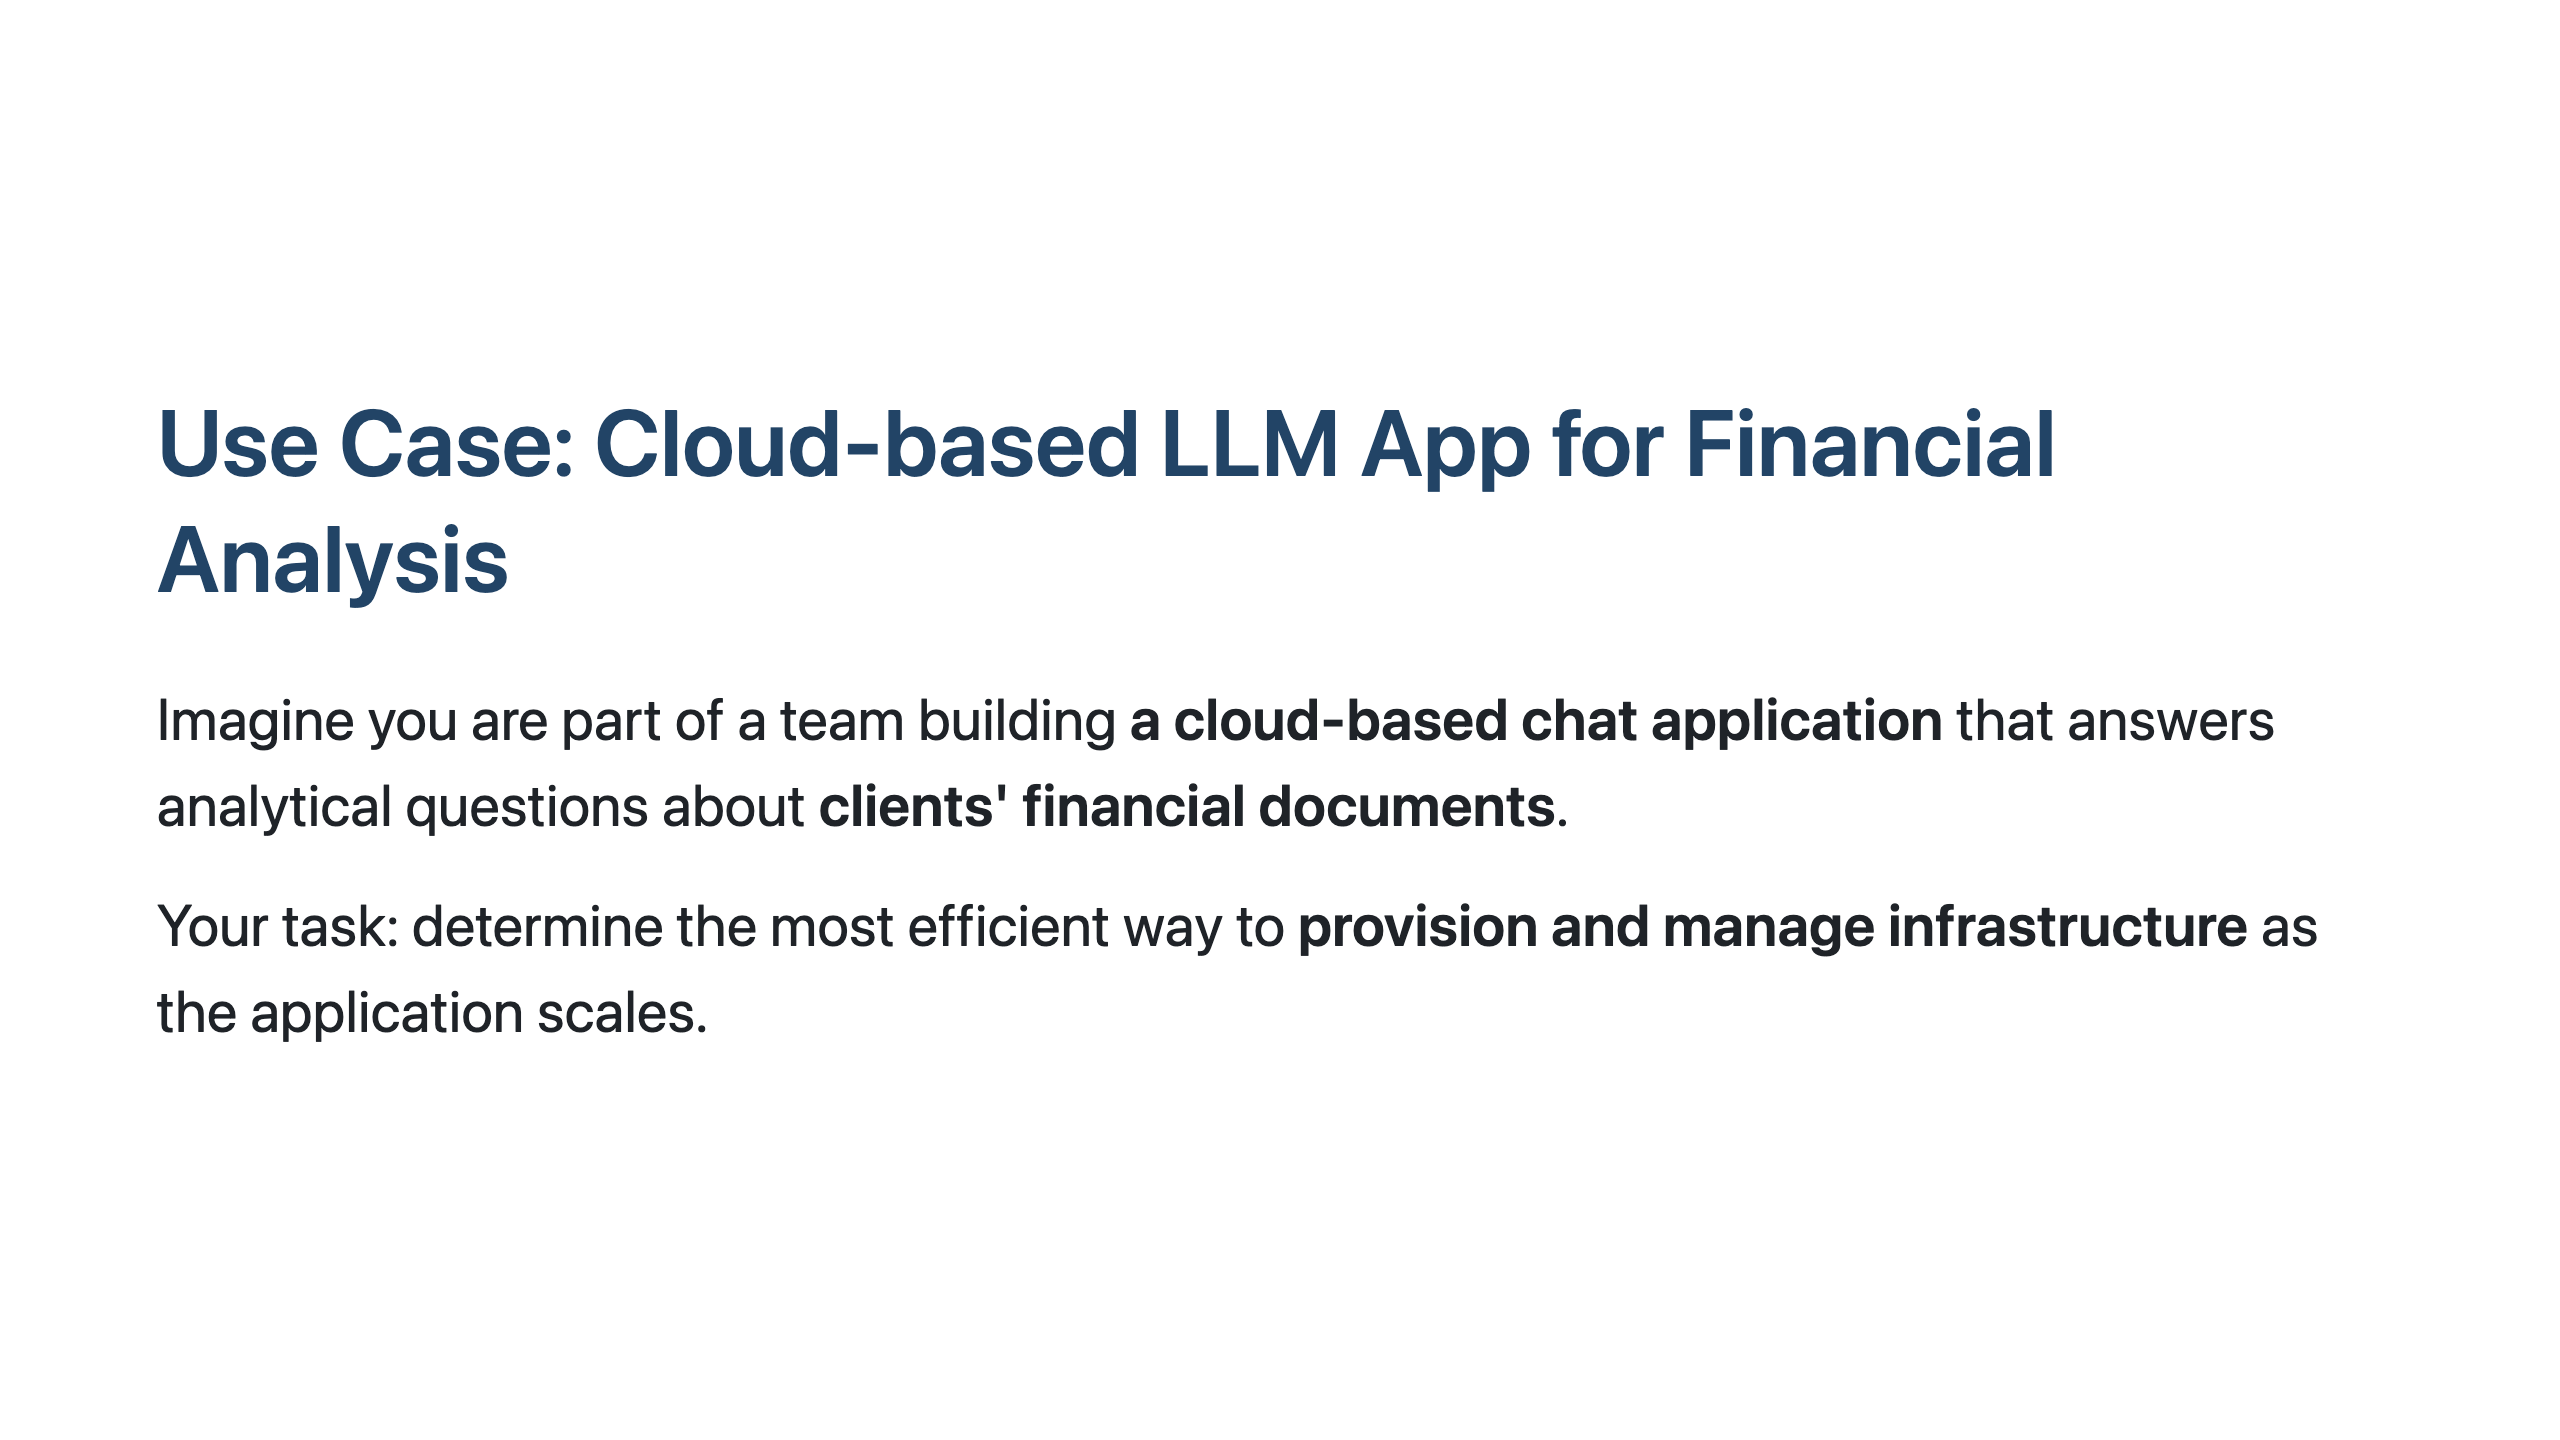 Use Case: Cloud-based LLM App for Financial
Analysis
Imagine you are part of a team building a cloud-based chat application that answers
analytical questions about clients' financial documents.
Your task: determine the most efficient way to provision and manage infrastructure as
the application scales.